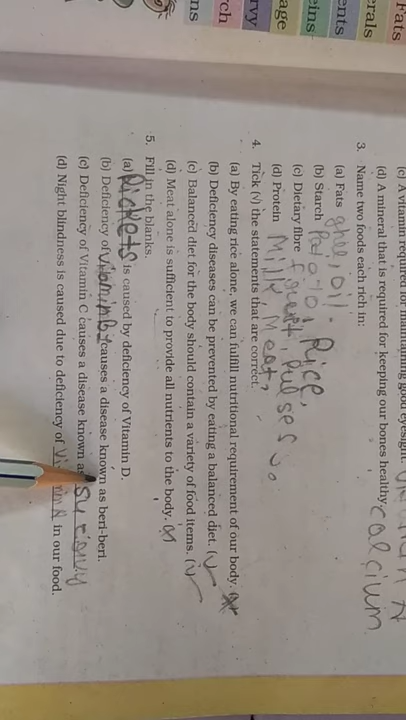 Fats
erals
ents
eins
age
rvy
rch
ns
(c) A vitamin required for maintaining good eyesight.
(d) A mineral that is required for keeping our bones healthy calcium
3. Name two foods each rich in:
(a) Fats ghee, oil.
(b) Starch Potato, Rice,
(c) Dietary fibre
(d) Protein Milk, Meat,
4. Tick (√) the statements that are correct.
(a) By eating rice alone, we can fulfill nutritional requirement of our body.
(b) Deficiency diseases can be prevented by eating a balanced diet. (✓
(c) Balanced diet for the body should contain a variety of food items. (✓
(d) Meat alone is sufficient to provide all nutrients to the body. (x)
5. Fill in the blanks.
(a) Rickets is caused by deficiency of Vitamin D.
(b) Deficiency of causes a disease known as beri-beri.
(c) Deficiency of Vitamin C causes a disease known as
(d) Night blindness is caused due to deficiency of in our food.